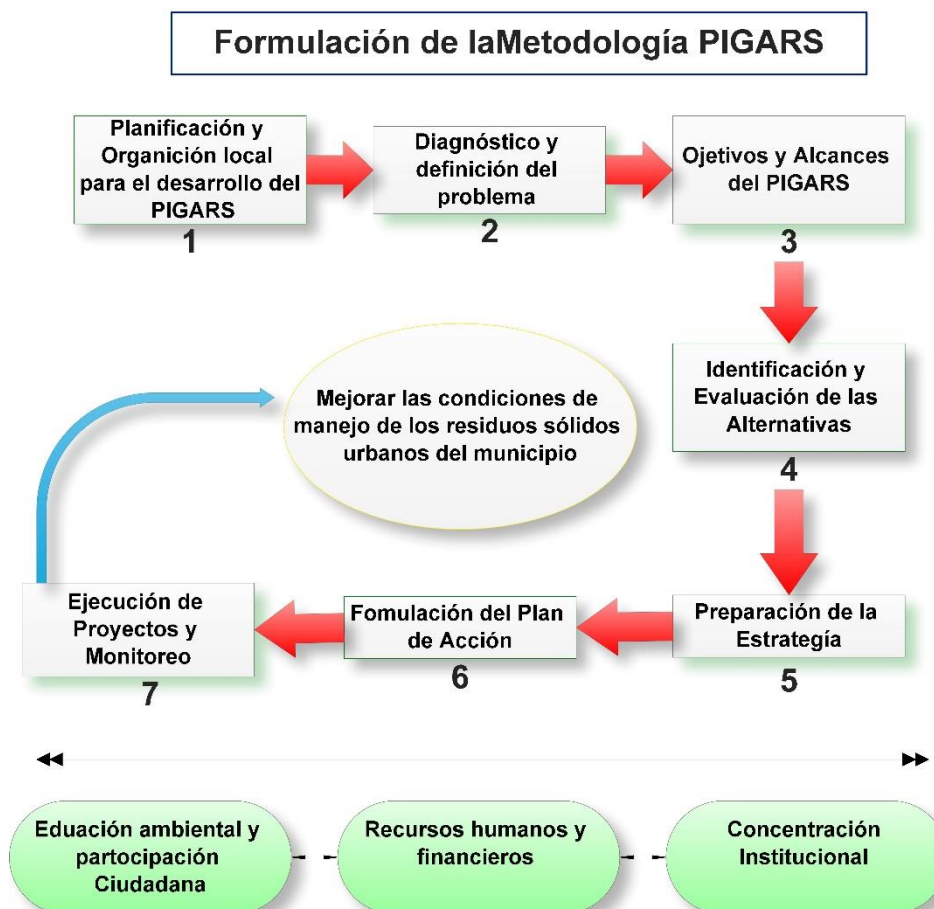 Formulación de laMetodología PIGARS
Planificación y
Organición local
para el desarrollo del
PIGARS
1
Diagnóstico y
definición del
problema
2
Ojetivos y Alcances
del PIGARS
3
Identificación y
Evaluación de las
Alternativas
4
Mejorar las condiciones de
manejo de los residuos sólidos
urbanos del municipio
Preparación de la
Estrategía
5
Fomulación del Plan
de Acción
6
Ejecución de
Proyectos y
Monitoreo
7
Eduación ambiental y
partocipación
Ciudadana
Recursos humanos y
financieros
Concentración
Institucional